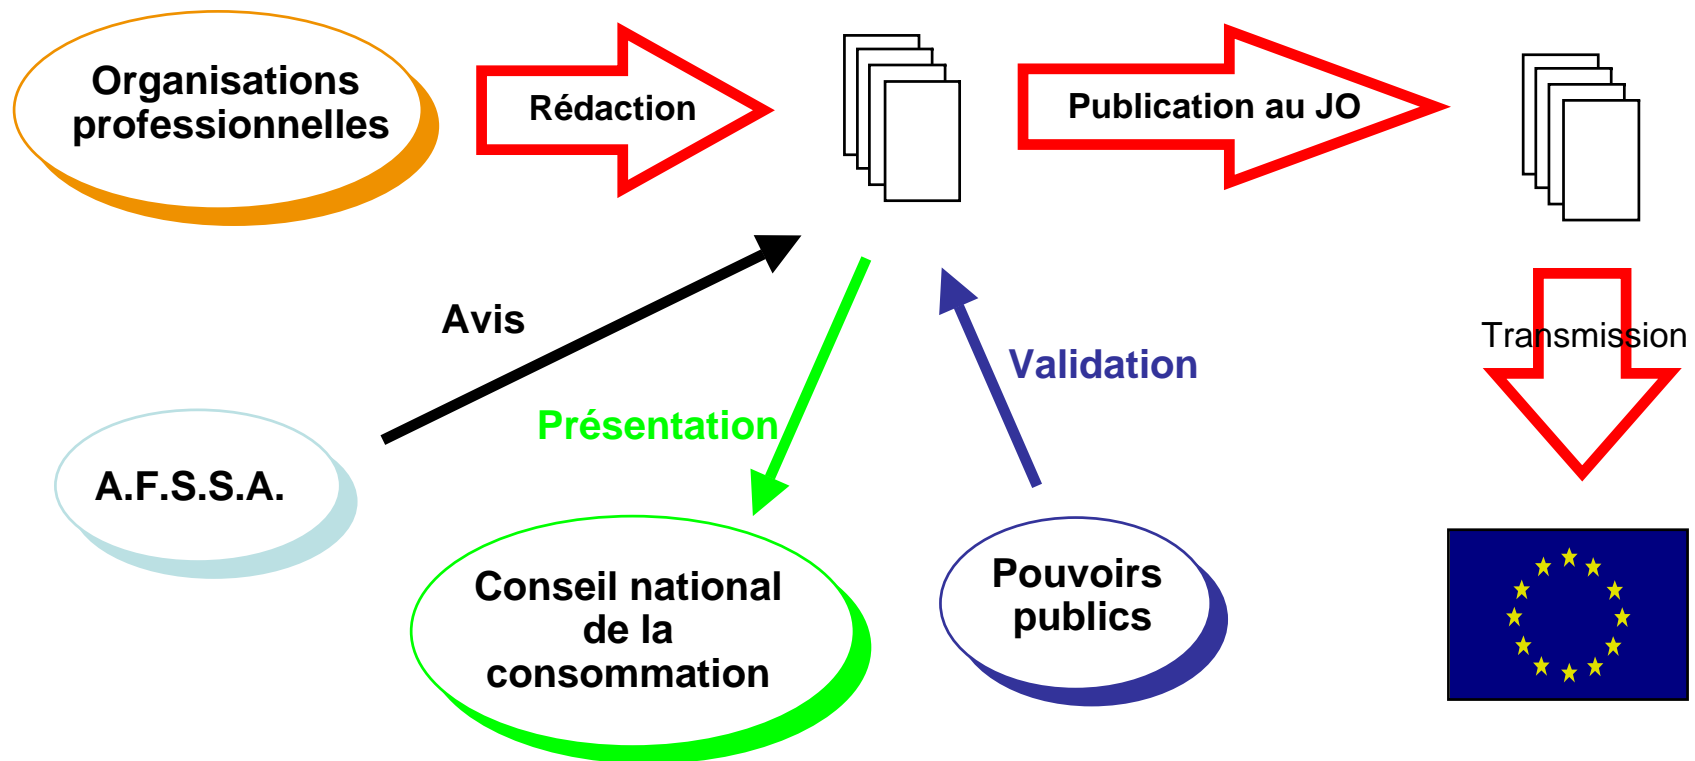 Organisations
professionnelles
Rédaction
Publication au JO
Avis
Transmission
Validation
Présentation
A.F.S.S.A.
Conseil national
de la
consommation
Pouvoirs
publics